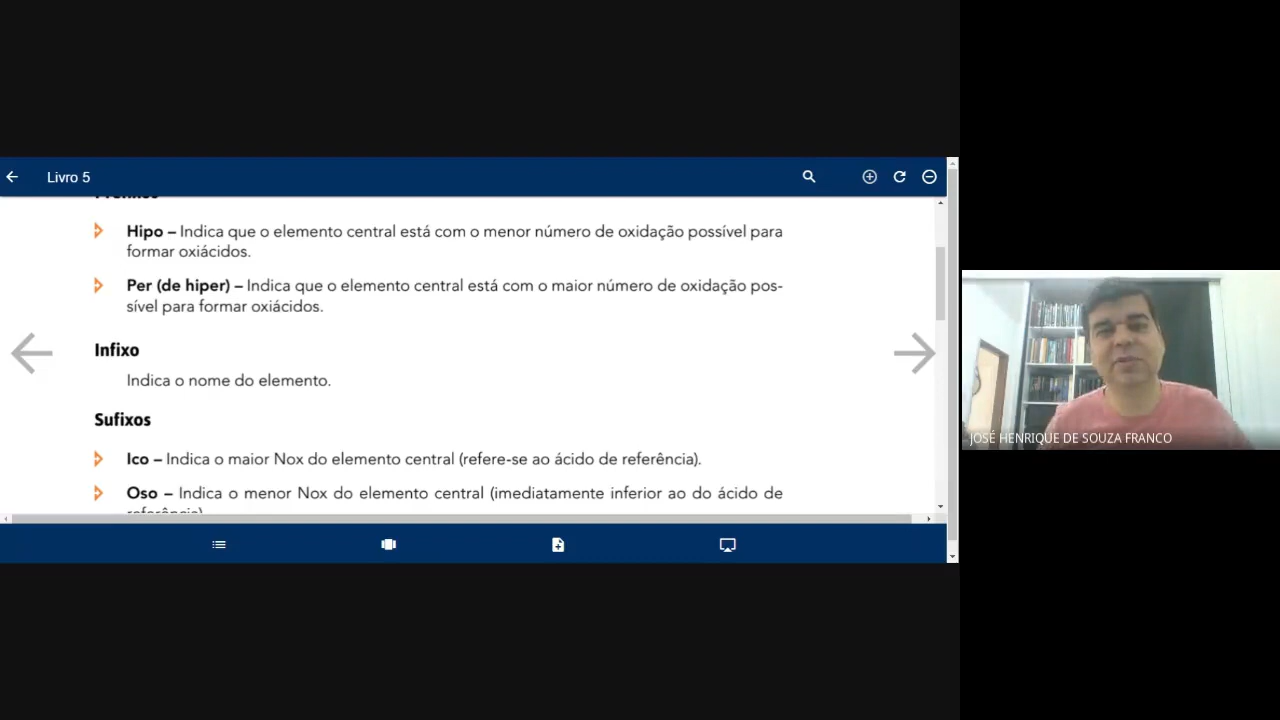 Livro 5
Prefixos
Hipo – Indica que o elemento central está com o menor número de oxidação possível para
formar oxiácidos.
Per (de hiper) – Indica que o elemento central está com o maior número de oxidação pos-
sível para formar oxiácidos.
Infixo
Indica o nome do elemento.
Sufixos
Ico – Indica o maior Nox do elemento central (refere-se ao ácido de referência).
Oso – Indica o menor Nox do elemento central (imediatamente inferior ao do ácido de
referência)
JOSÉ HENRIQUE DE SOUZA FRANCO